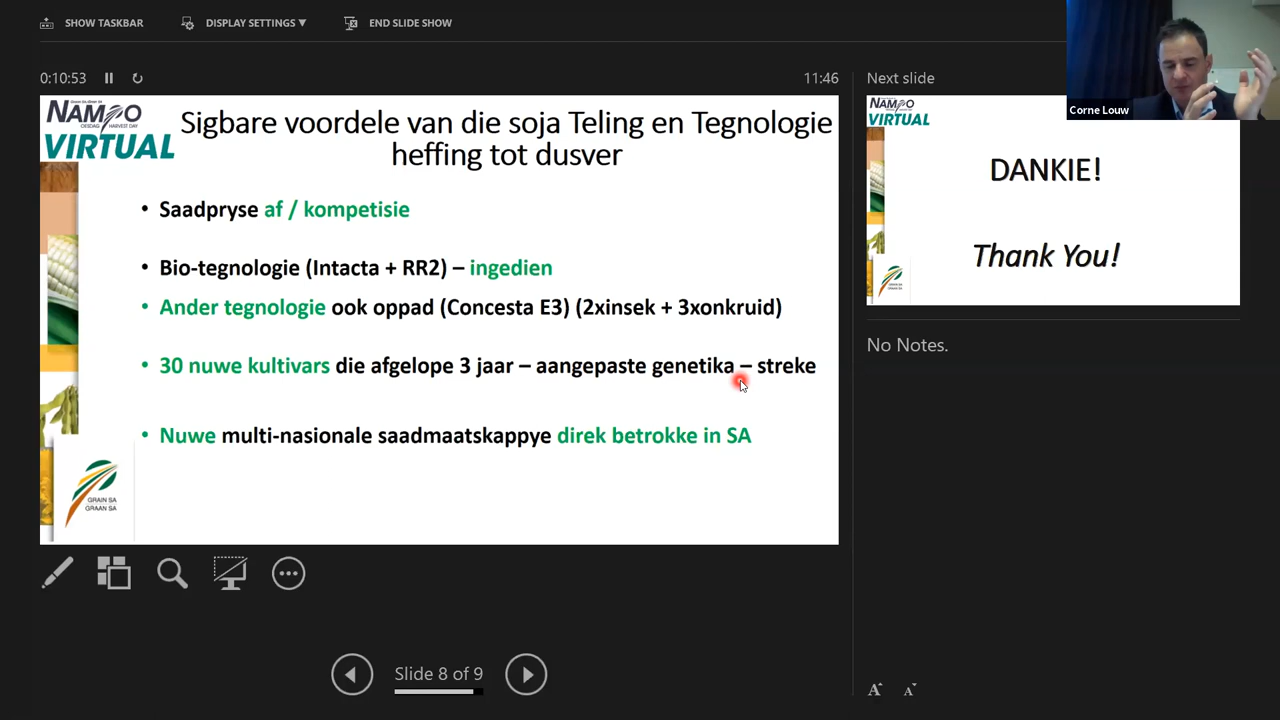 SHOW TASKBAR
DISPLAY SETTINGS ▼
END SLIDE SHOW
0:10:53
11:46
Next slide
Corne Louw
NAMPO
OESDAG HARVEST DAY
VIRTUAL
Sigbare voordele van die soja Teling en Tegnologie
heffing tot dusver
• Saadpryse af / kompetisie
• Bio-tegnologie (Intacta + RR2) – ingedien
• Ander tegnologie ook oppad (Concesta E3) (2xinsek + 3xonkruid)
• 30 nuwe kultivars die afgelope 3 jaar – aangepaste genetika – streke
• Nuwe multi-nasionale saadmaatskappye direk betrokke in SA
GRAIN SA
GRAAN SA
NAMPO
VIRTUAL
DANKIE!
Thank You!
No Notes.
Slide 8 of 9
A A